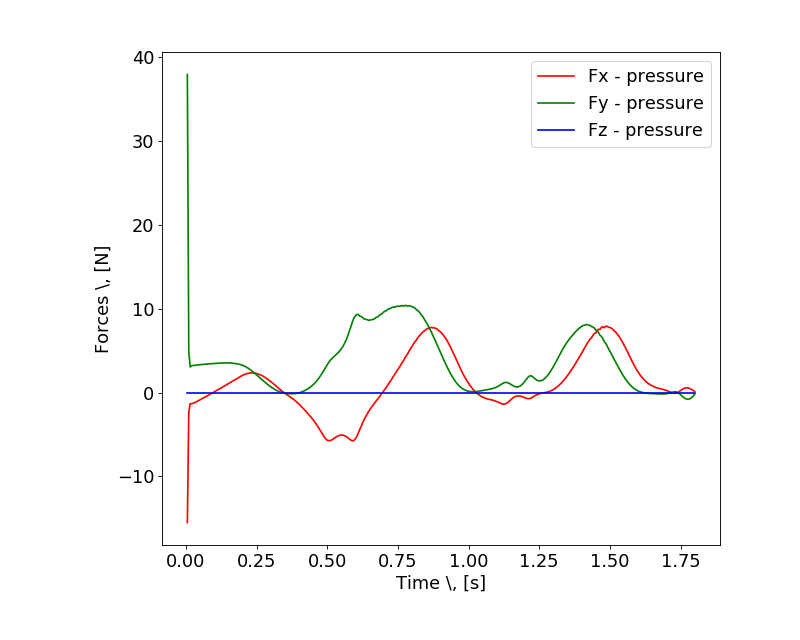 40
30
20
10
0
−10
Forces \, [N]
Fx - pressure
Fy - pressure
Fz - pressure
0.00 0.25 0.50 0.75 1.00 1.25 1.50 1.75
Time \, [s]